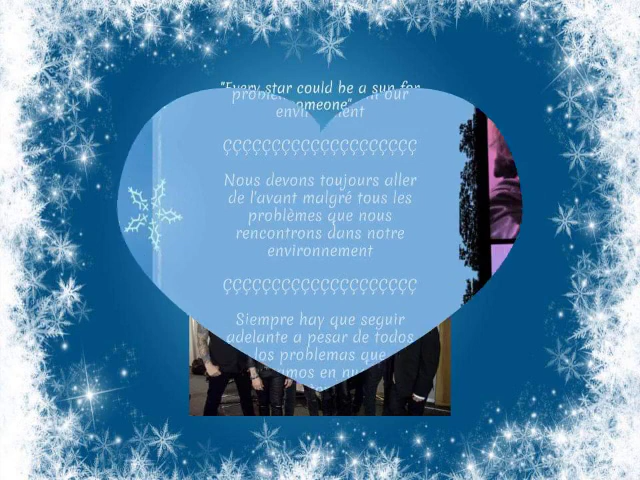 "Every star could be a sun for
someone"
our
environment
ÇÇÇÇÇÇÇÇÇÇÇÇÇÇÇÇÇÇÇÇ
Nous devons toujours aller
de l'avant malgré tous les
problèmes que nous
rencontrons dans notre
environnement
ÇÇÇÇÇÇÇÇÇÇÇÇÇÇÇÇÇÇÇÇ
Siempre hay que seguir
adelante a pesar de todos
los problemas que
en